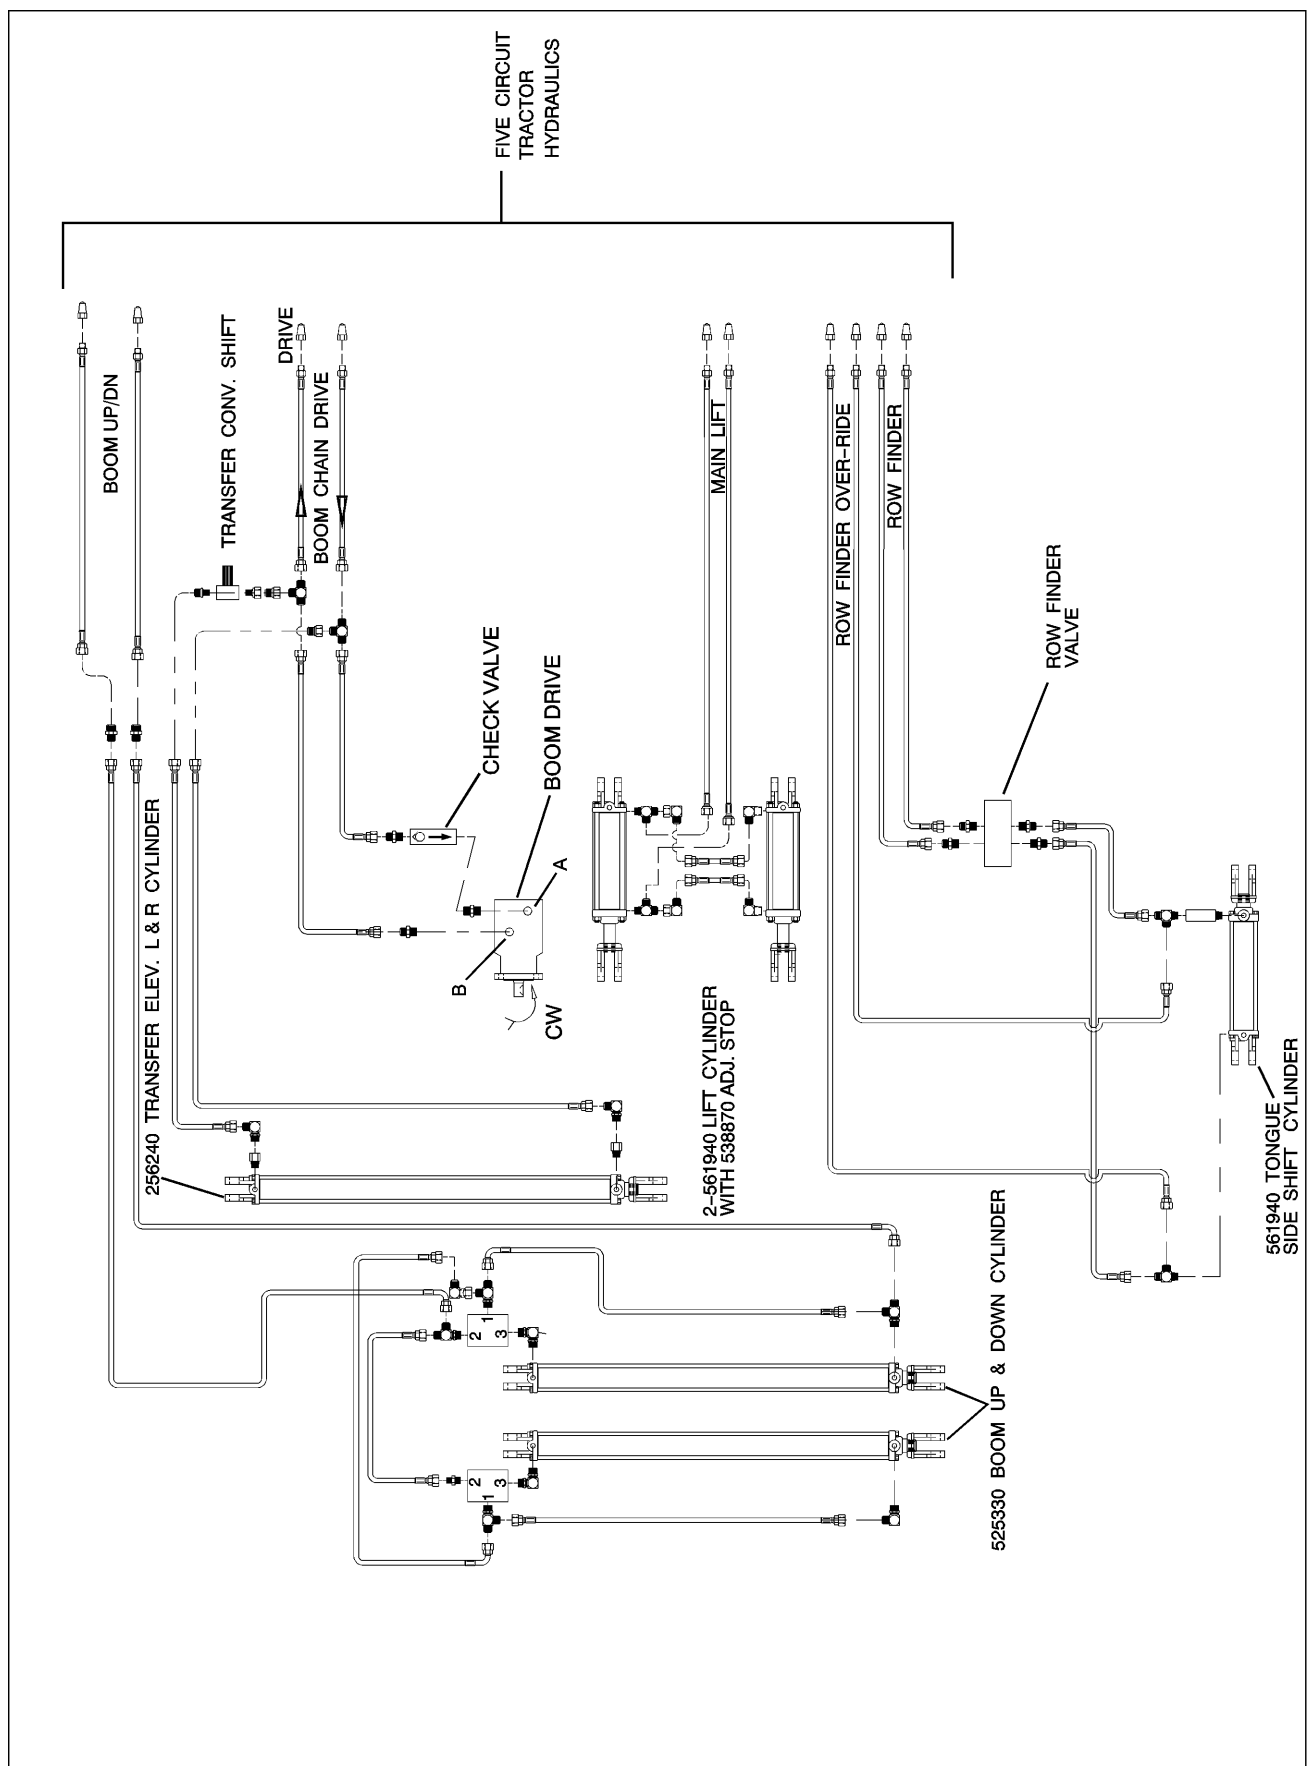 FIVE CIRCUIT
TRACTOR
HYDRAULICS
BOOM UP/DN
TRANSFER CONV. SHIFT
DRIVE
BOOM CHAIN DRIVE
MAIN LIFT
ROW FINDER OVER-RIDE
ROW FINDER
ROW FINDER
VALVE
CHECK VALVE
BOOM DRIVE
A
B
CW
256240 TRANSFER ELEV. L & R CYLINDER
2-561940 LIFT CYLINDER
WITH 538870 ADJ. STOP
561940 TONGUE
SIDE SHIFT CYLINDER
525330 BOOM UP & DOWN CYLINDER
2
1
3
2
1
3